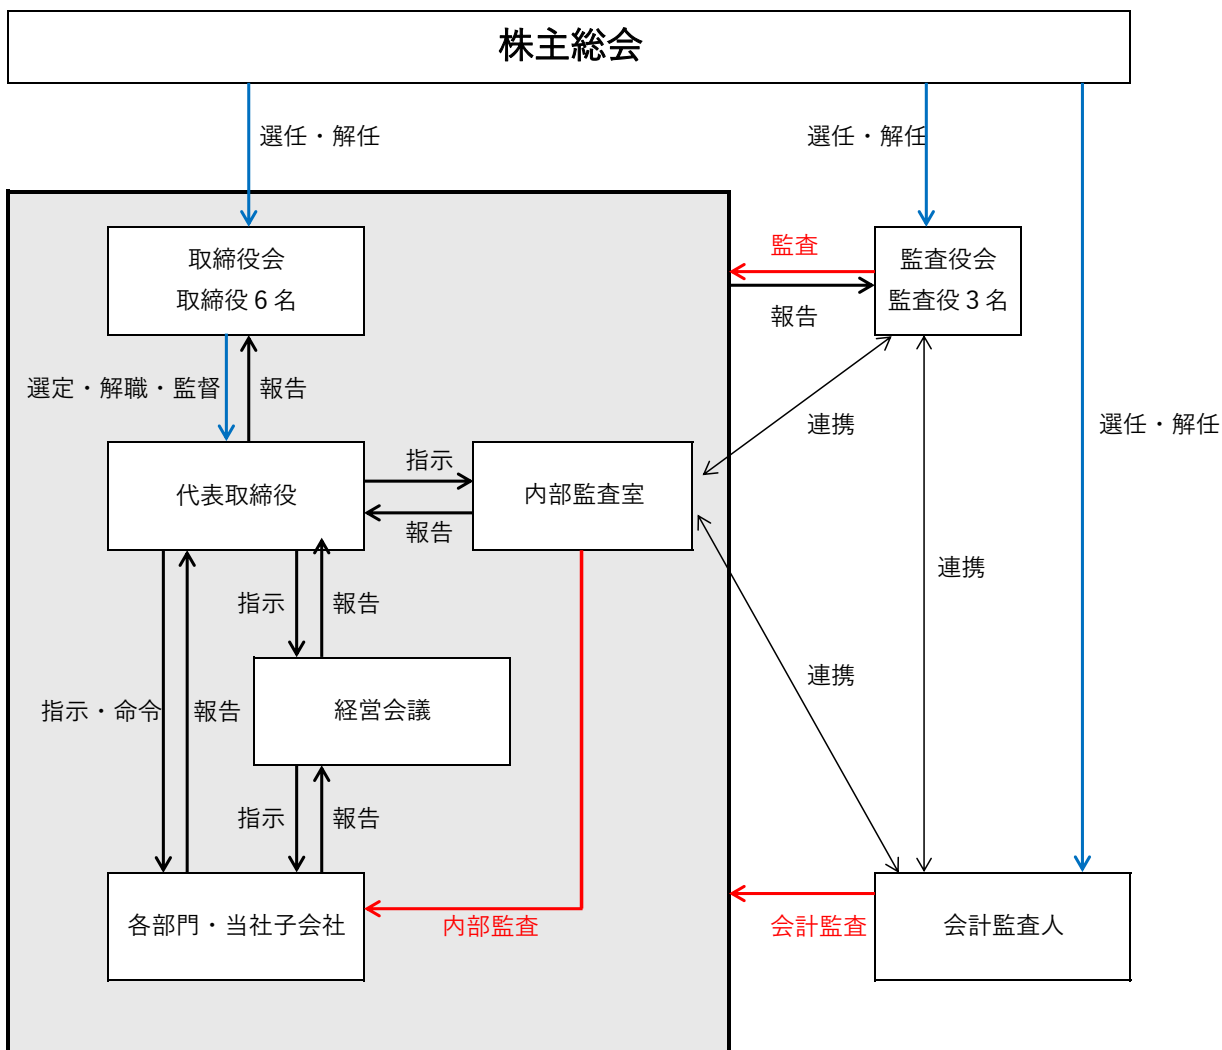 株主総会
選任・解任
選任・解任
監査
取締役会
取締役 6 名
監査役会
監査役 3 名
報告
選定・解職・監督
報告
連携
選任・解任
指示
代表取締役
内部監査室
報告
連携
指示
報告
連携
指示・命令
報告
経営会議
指示
報告
各部門・当社子会社
内部監査
会計監査
会計監査人